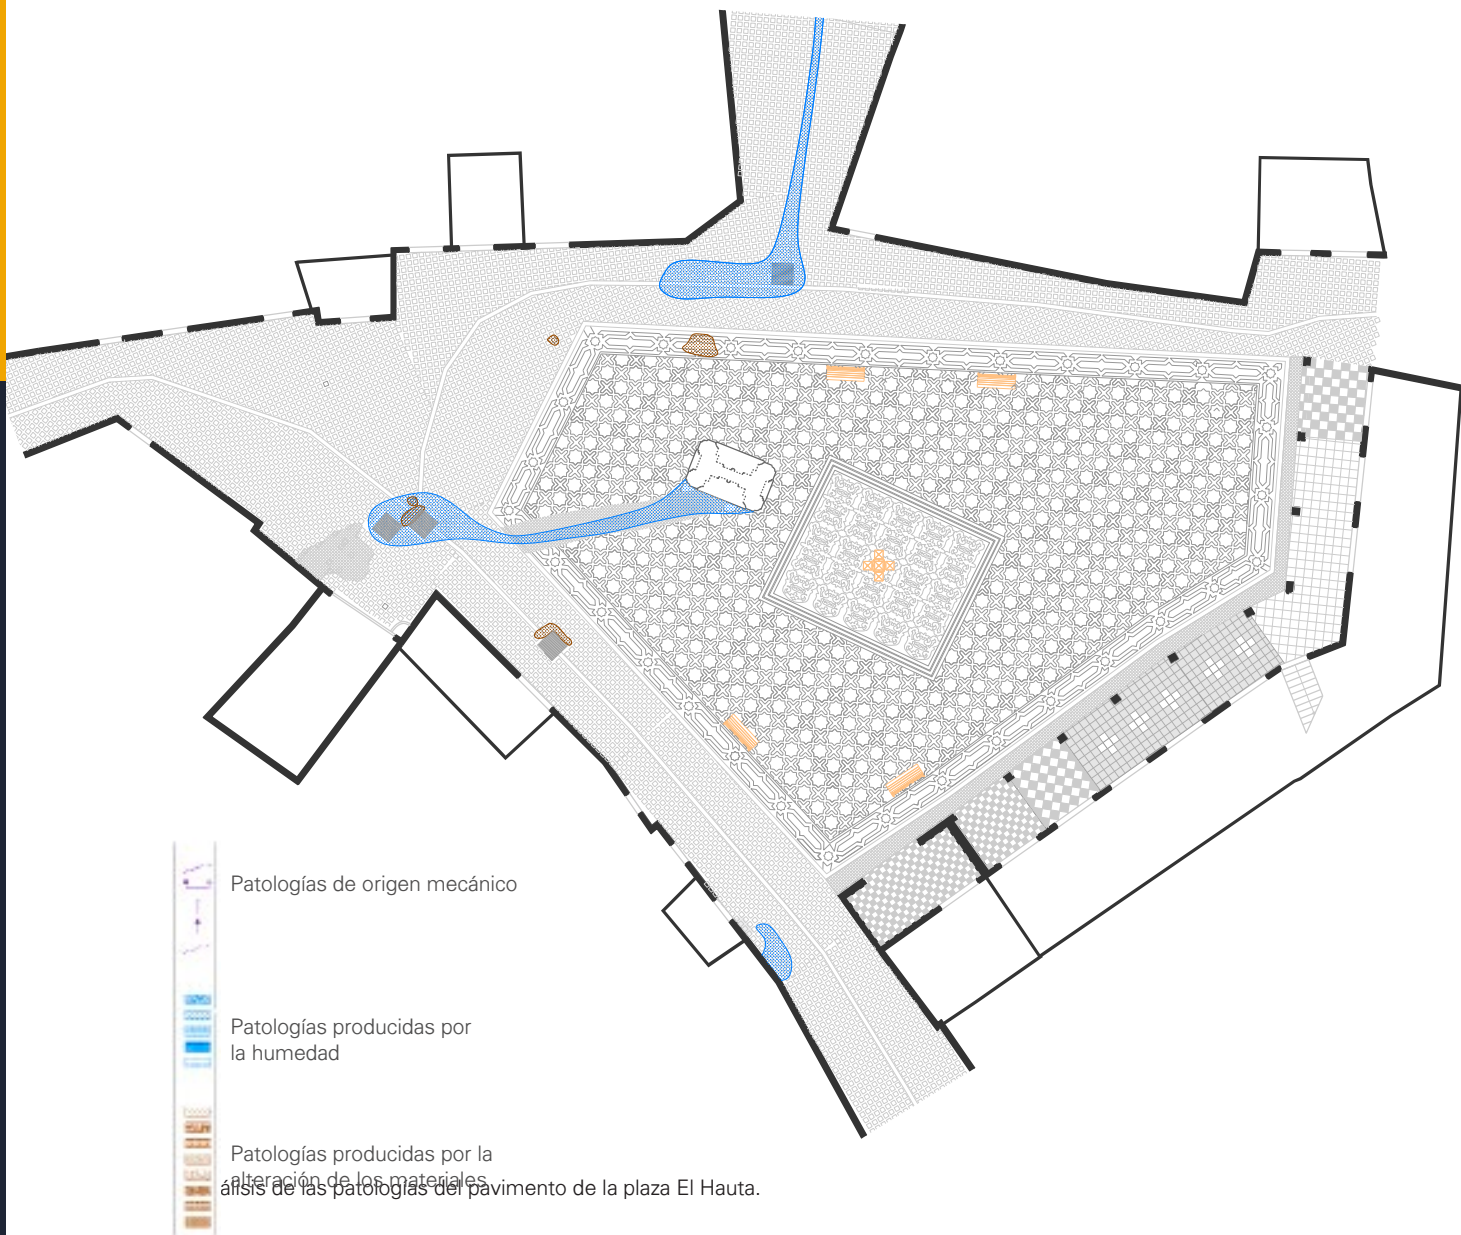 Patologías de origen mecánico
Patologías producidas por
la humedad
Patologías producidas por la
alteración de los materiales
álisis de las patologías del pavimento de la plaza El Hauta.